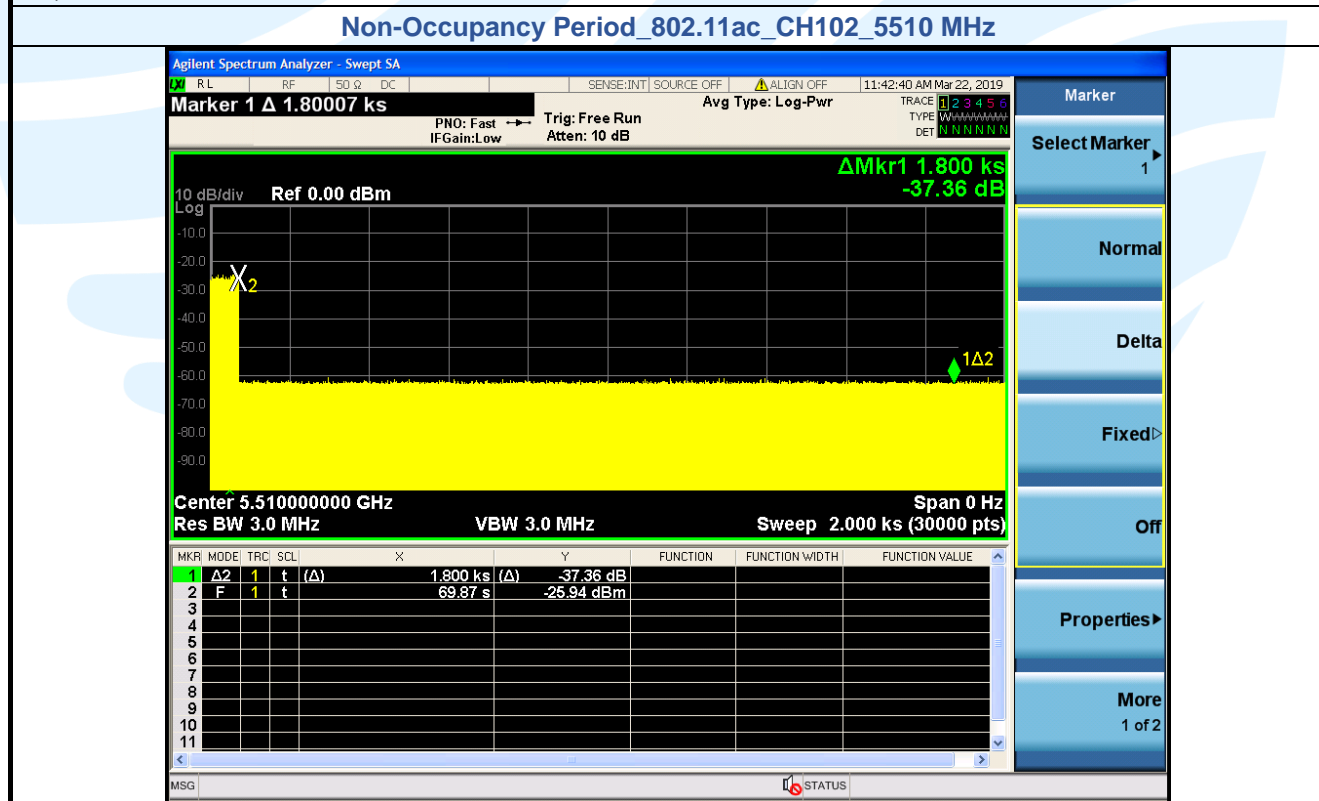 Non-Occupancy Period_802.11ac_CH102_5510 MHz
Agilent Spectrum Analyzer - Swept SA
LXI RL RF 50 Ω DC SENSE:INT SOURCE OFF ⚠ALIGN OFF 11:42:40 AM Mar 22, 2019
Marker 1 Δ 1.80007 ks
PNO: Fast
IFGain:Low
Trig: Free Run
Atten: 10 dB
Avg Type: Log-Pwr
TRACE 1 2 3 4 5 6
TYPE WWWWWW
DET N N N N N N
ΔMkr1 1.800 ks
-37.36 dB
10 dB/div Ref 0.00 dBm
Log
-10.0
-20.0
-30.0
-40.0
-50.0
-60.0
-70.0
-80.0
-90.0
2
1Δ2
Center 5.510000000 GHz Span 0 Hz
Res BW 3.0 MHz VBW 3.0 MHz Sweep 2.000 ks (30000 pts)
MKR MODE TRC SCL X Y FUNCTION FUNCTION WIDTH FUNCTION VALUE
1 Δ2 1 t (Δ) 1.800 ks (Δ) -37.36 dB
2 F 1 t 69.87 s -25.94 dBm
3
4
5
6
7
8
9
10
11
MSG STATUS
Marker
Select Marker
1
Normal
Delta
Fixed
Off
Properties
More
1 of 2